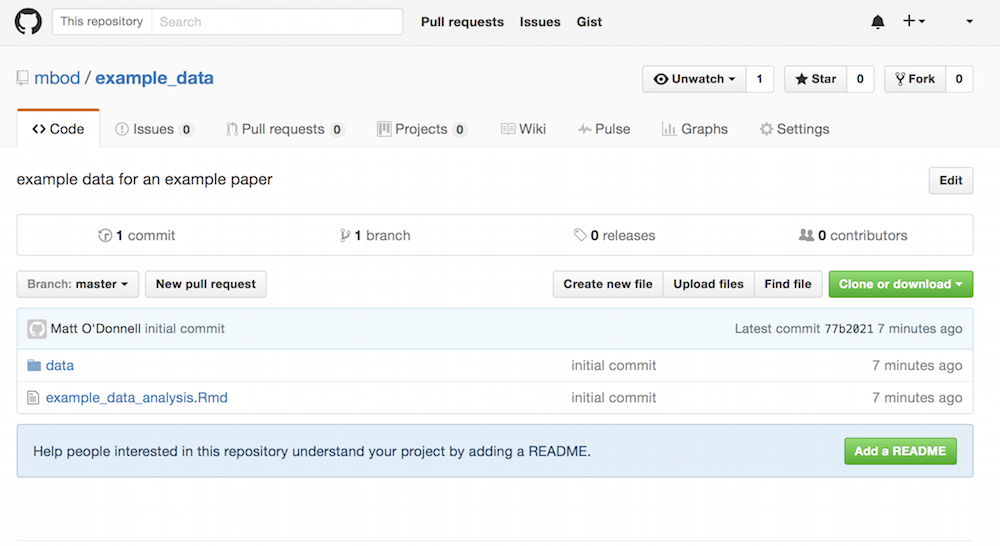 This repository Search Pull requests Issues Gist
mbod / example_data Unwatch 1 Star 0 Fork 0
Code Issues 0 Pull requests 0 Projects 0 Wiki Pulse Graphs Settings
example data for an example paper Edit
1 commit 1 branch 0 releases 0 contributors
Branch: master New pull request Create new file Upload files Find file Clone or download
Matt O'Donnell initial commit Latest commit 77b2021 7 minutes ago
data initial commit 7 minutes ago
example_data_analysis.Rmd initial commit 7 minutes ago
Help people interested in this repository understand your project by adding a README. Add a README